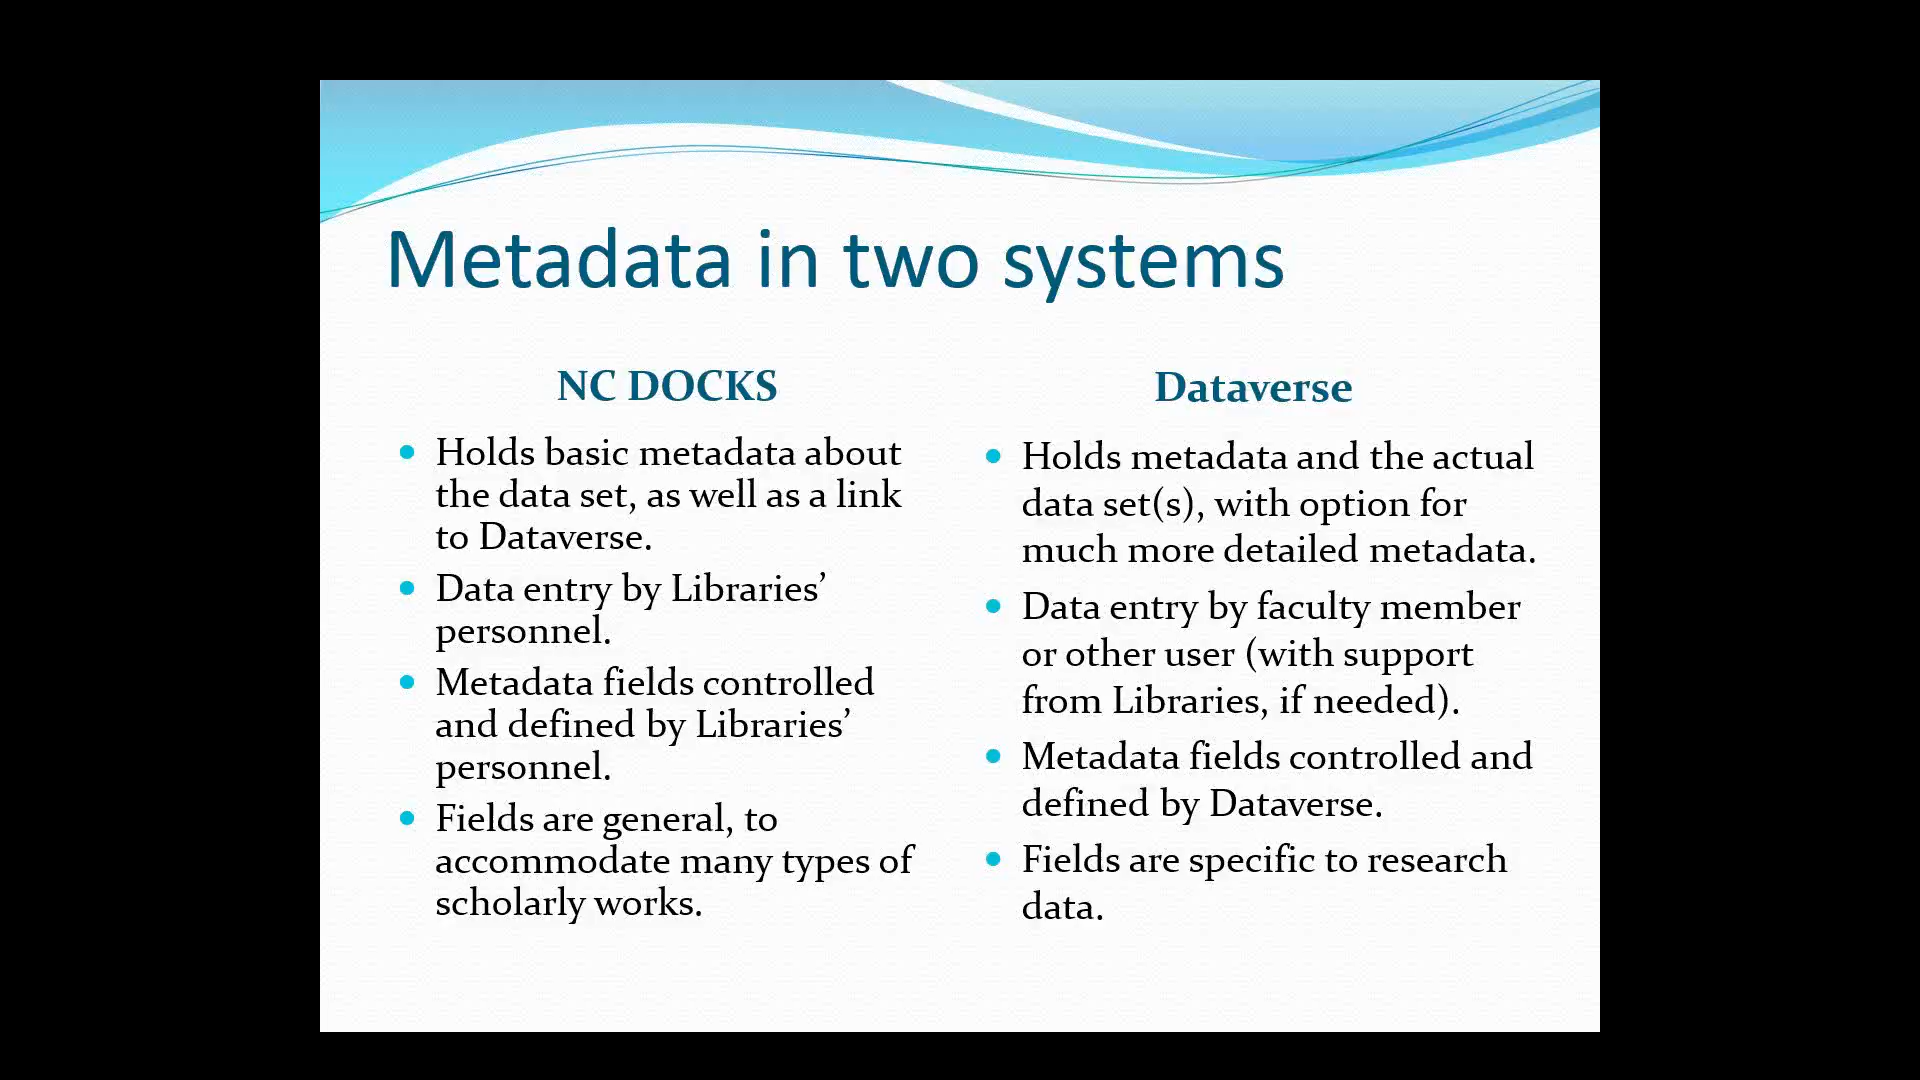 Metadata in two systems
NC DOCKS
Holds basic metadata about
the data set, as well as a link
to Dataverse.
Data entry by Libraries’
personnel.
Metadata fields controlled
and defined by Libraries’
personnel.
Fields are general, to
accommodate many types of
scholarly works.
Dataverse
Holds metadata and the actual
data set(s), with option for
much more detailed metadata.
Data entry by faculty member
or other user (with support
from Libraries, if needed).
Metadata fields controlled and
defined by Dataverse.
Fields are specific to research
data.